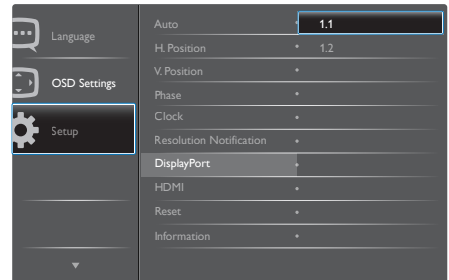 Language
OSD Settings
Setup
Auto
H. Position
V. Position
Phase
Clock
Resolution Notification
DisplayPort
HDMI
Reset
Information
1.1
1.2